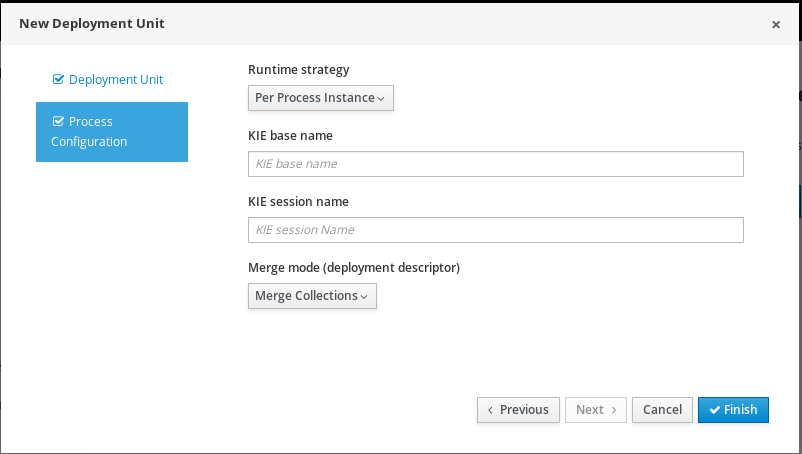 New Deployment Unit
×
Deployment Unit
Process
Configuration
Runtime strategy
Per Process Instance
KIE base name
KIE base name
KIE session name
KIE session Name
Merge mode (deployment descriptor)
Merge Collections
Previous
Next
Cancel
Finish